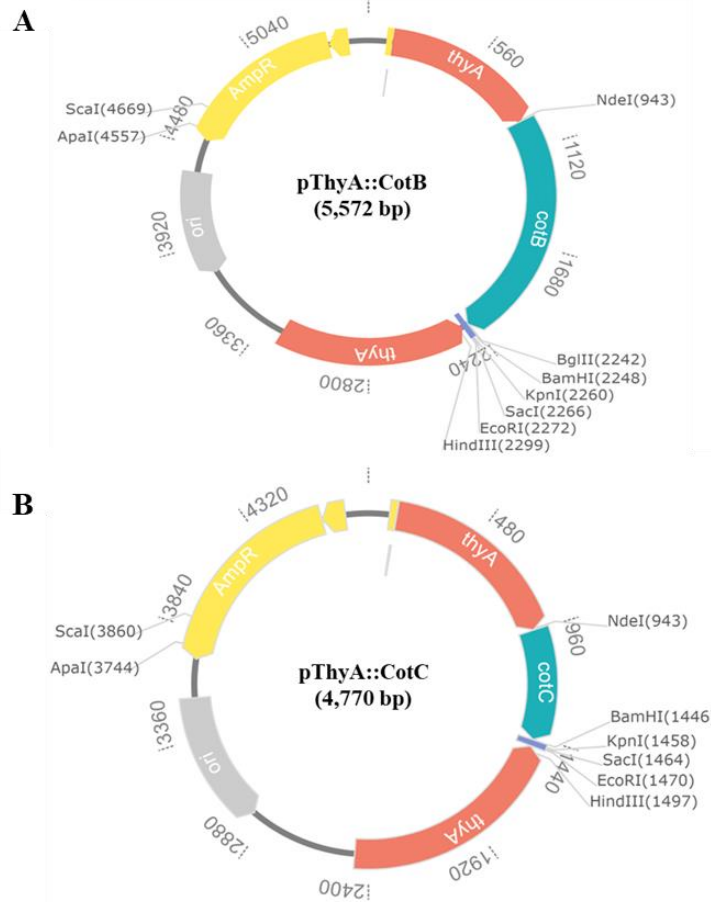 A
5040
560
thyA
AmpR
NdeI(943)
ScaI(4669)
4480
ApaI(4557)
1120
pThyA::CotB
(5,572 bp)
cotB
ori
3920
1680
3360
thyA
2240
2800
BglII(2242)
BamHI(2248)
KpnI(2260)
SacI(2266)
EcoRI(2272)
HindIII(2299)
B
4320
480
thyA
AmpR
3840
NdeI(943)
ScaI(3860)
960
ApaI(3744)
pThyA::CotC
(4,770 bp)
cotC
3360
ori
BamHI(1446
KpnI(1458)
SacI(1464)
1440
EcoRI(1470)
HindIII(1497)
thyA
2880
1920
2400